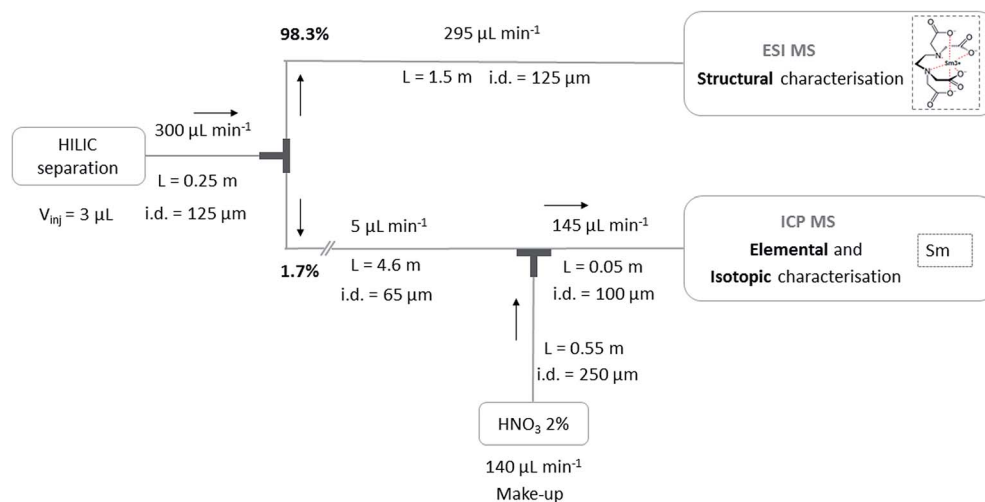 98.3%
295 µL min⁻¹
ESI MS
Structural characterisation
L = 1.5 m i.d. = 125 µm
O
O⁻
O
O⁻
N
Sm3+
N
O⁻
O
O
O⁻
300 µL min⁻¹
HILIC
separation
L = 0.25 m
Vinj = 3 µL
i.d. = 125 µm
5 µL min⁻¹
145 µL min⁻¹
1.7%
L = 4.6 m
i.d. = 65 µm
L = 0.05 m
i.d. = 100 µm
ICP MS
Elemental and
Isotopic characterisation
Sm
L = 0.55 m
i.d. = 250 µm
HNO₃ 2%
140 µL min⁻¹
Make-up